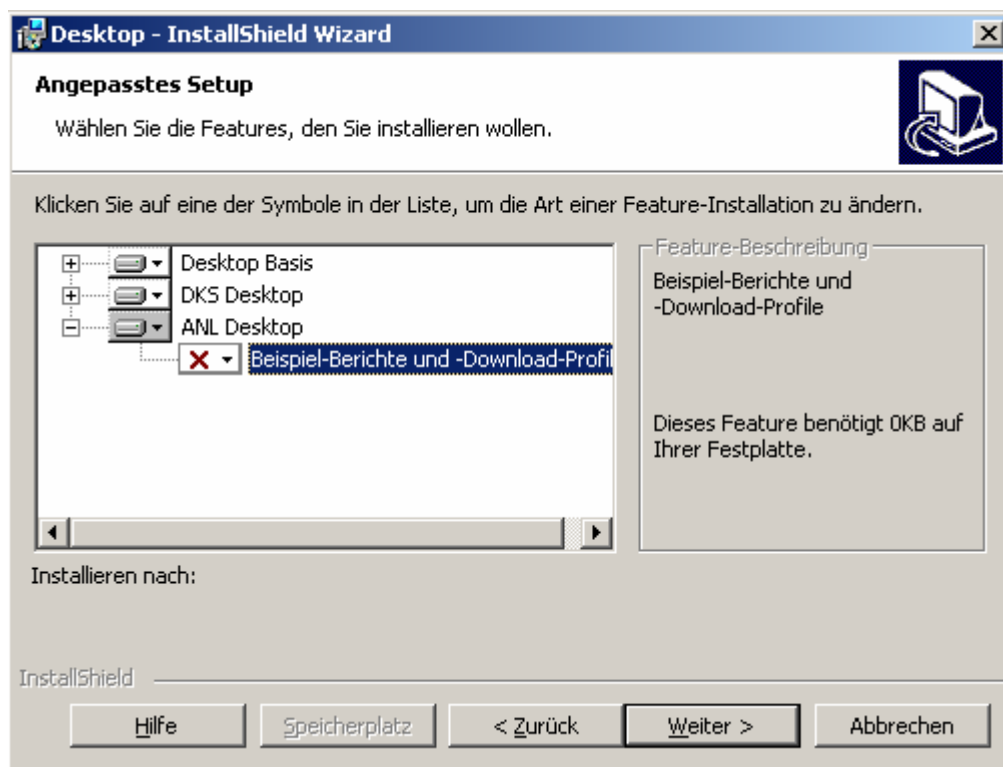 Desktop - InstallShield Wizard
Angepasstes Setup
Wählen Sie die Features, den Sie installieren wollen.
Klicken Sie auf eine der Symbole in der Liste, um die Art einer Feature-Installation zu ändern.
Desktop Basis
DKS Desktop
ANL Desktop
Beispiel-Berichte und -Download-Profil
Feature-Beschreibung
Beispiel-Berichte und
-Download-Profile
Dieses Feature benötigt 0KB auf
Ihrer Festplatte.
Installieren nach:
InstallShield
Hilfe
Speicherplatz
< Zurück
Weiter >
Abbrechen